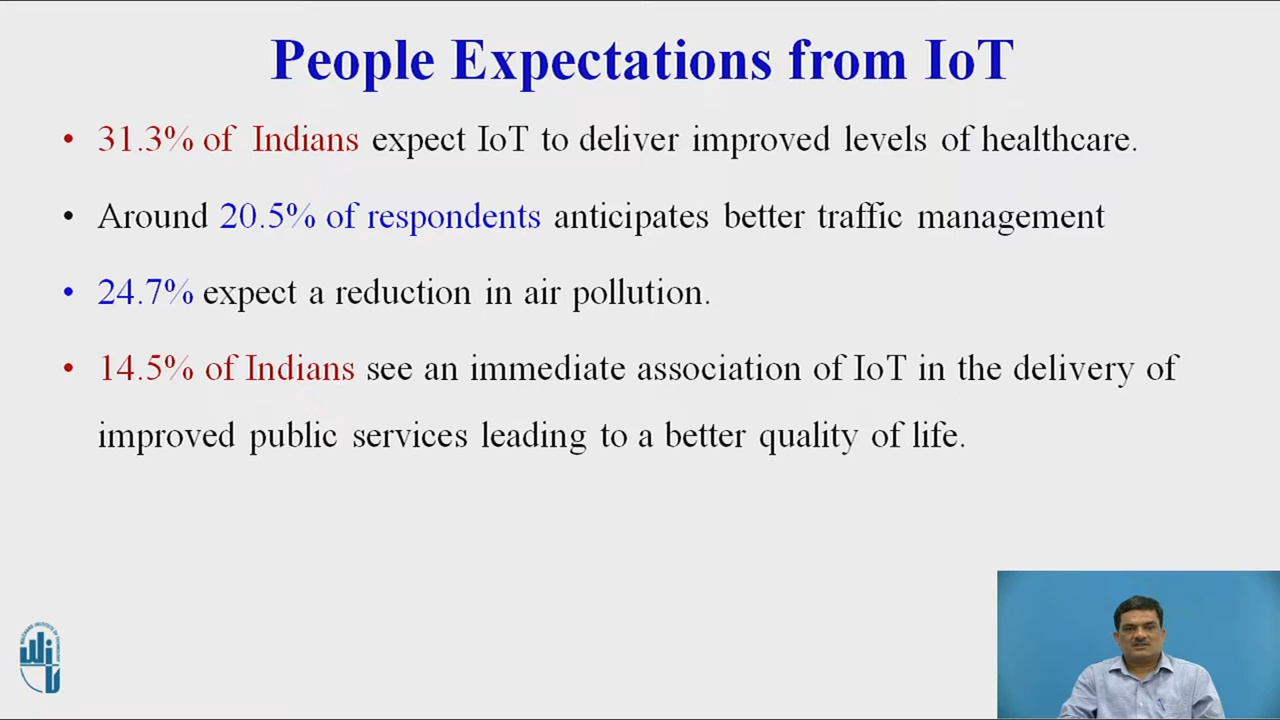 People Expectations from IoT
• 31.3% of Indians expect IoT to deliver improved levels of healthcare.
• Around 20.5% of respondents anticipates better traffic management
• 24.7% expect a reduction in air pollution.
• 14.5% of Indians see an immediate association of IoT in the delivery of
improved public services leading to a better quality of life.